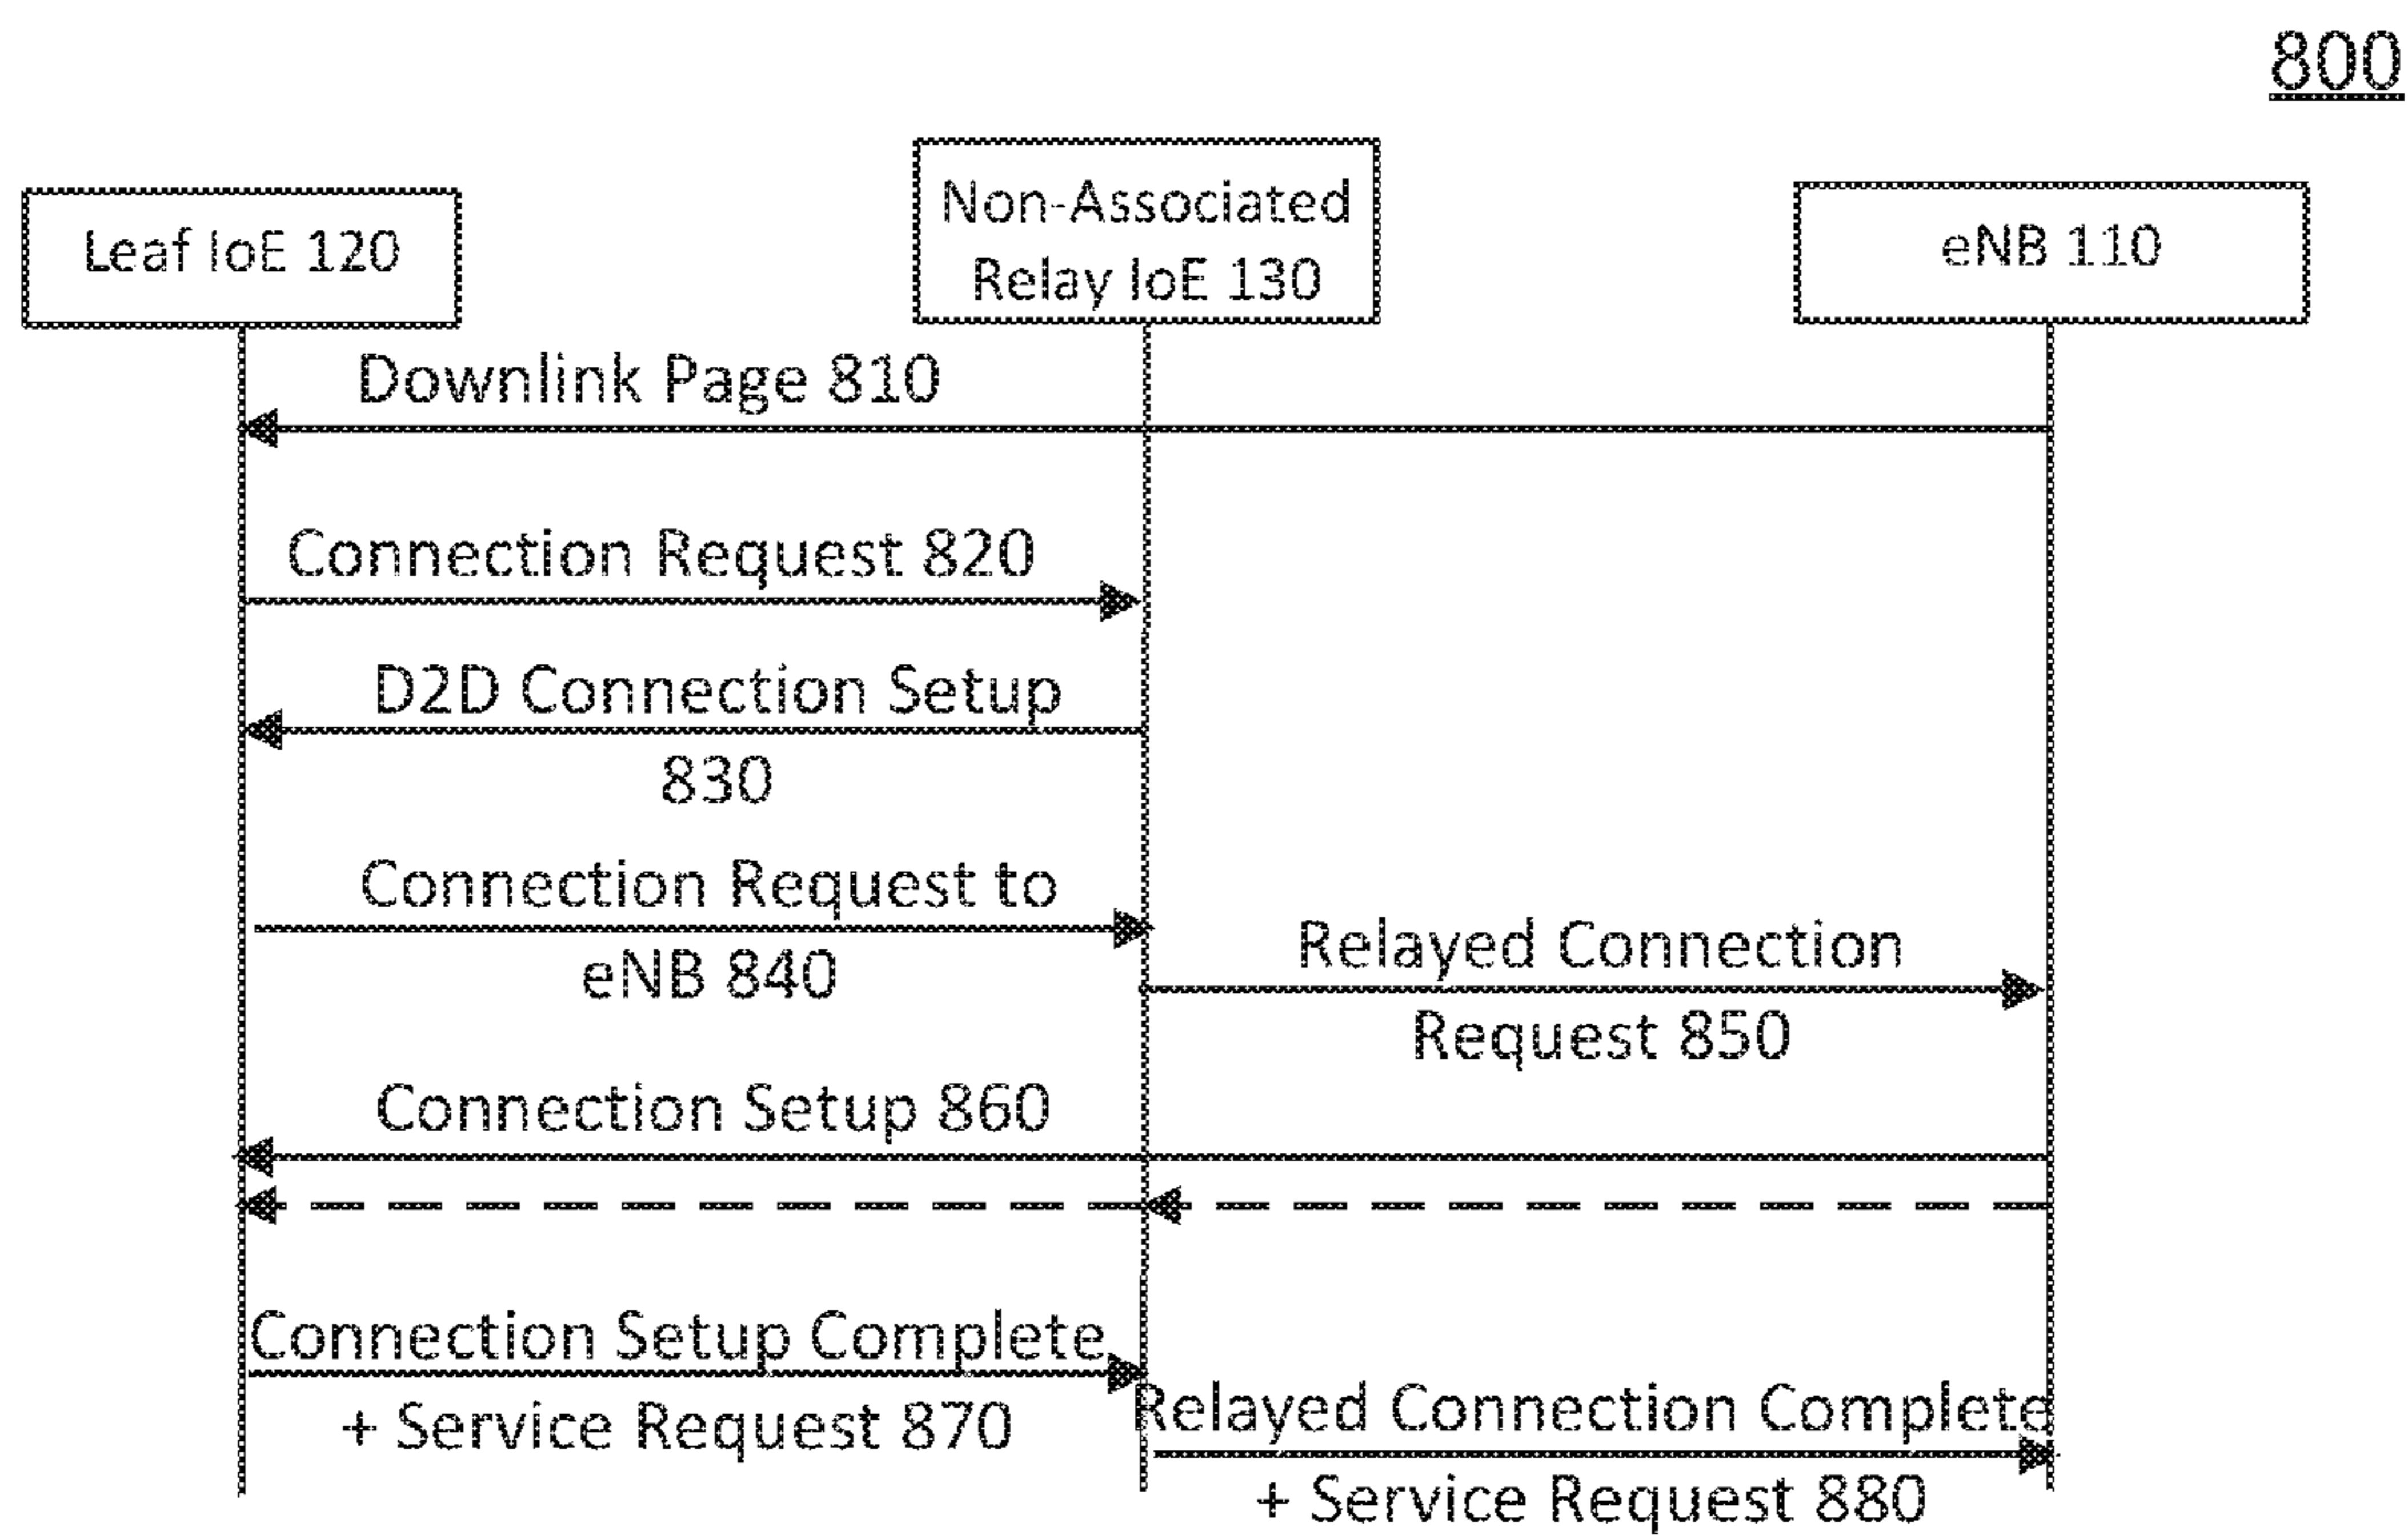 800
Leaf IoE 120
Non-Associated
Relay IoE 130
eNB 110
Downlink Page 810
Connection Request 820
D2D Connection Setup
830
Connection Request to
eNB 840
Relayed Connection
Request 850
Connection Setup 860
Connection Setup Complete
+ Service Request 870
Relayed Connection Complete
+ Service Request 880